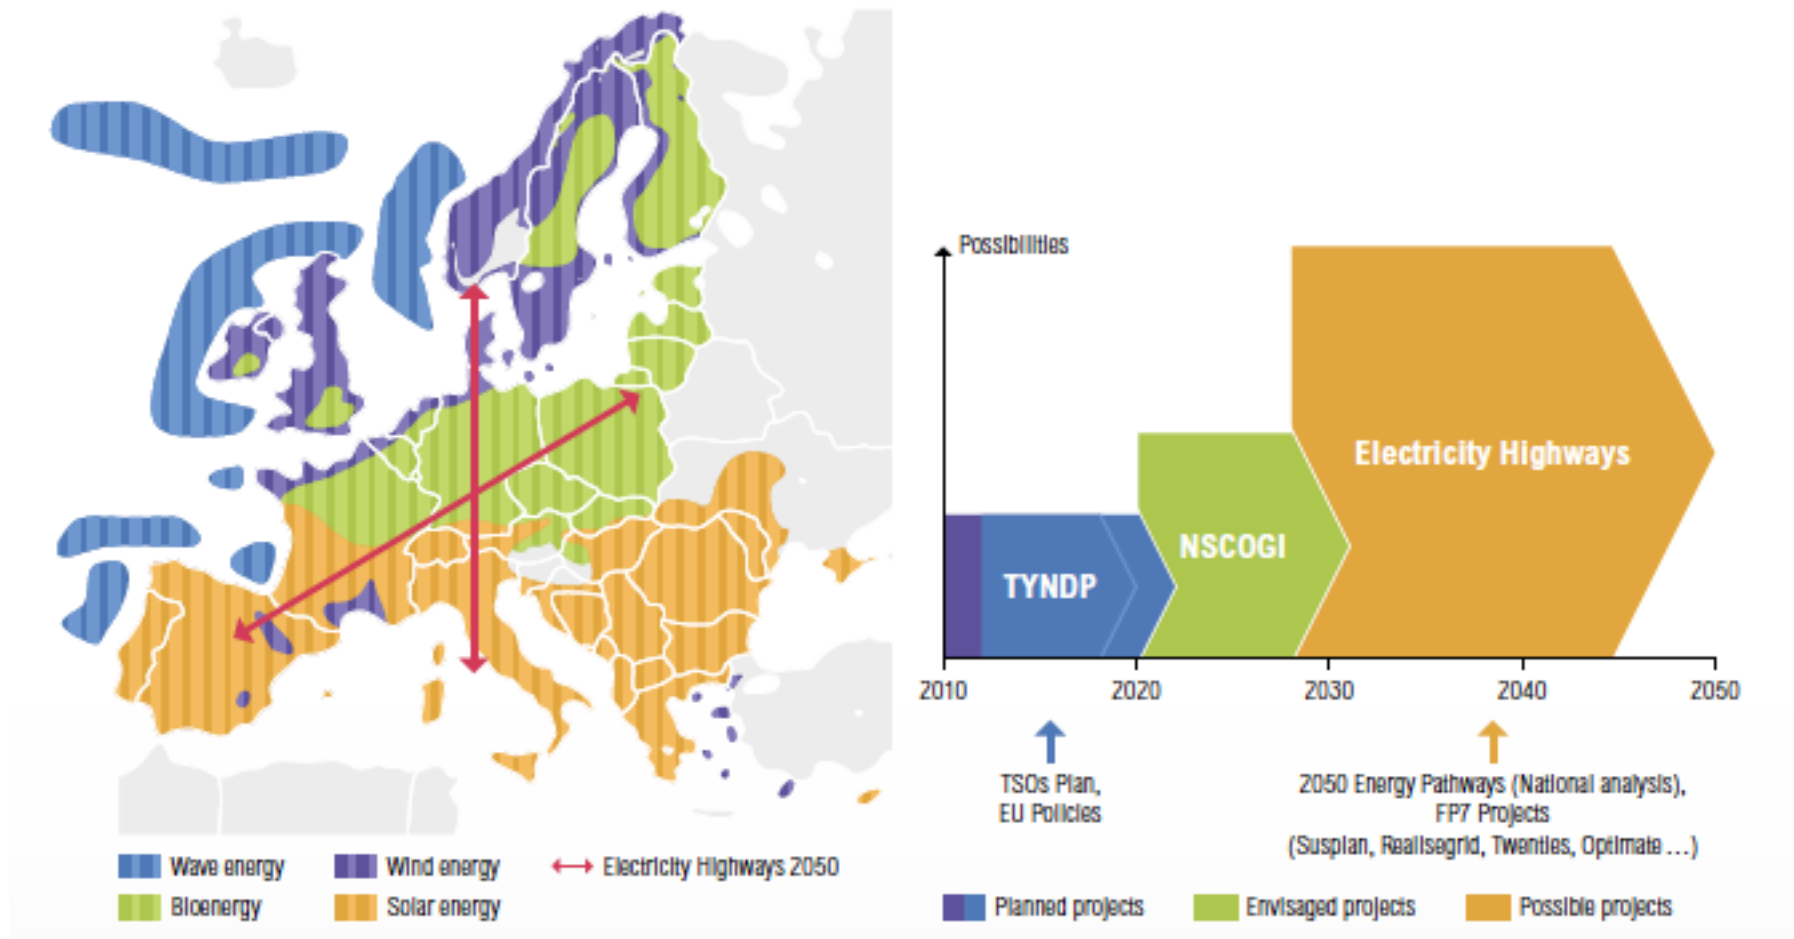 Wave energy
Wind energy
Electricity Highways 2050
Bioenergy
Solar energy
Possibilities
Electricity Highways
NSCOGI
TYNDP
2010
2020
2030
2040
2050
TSOs Plan,
EU Policies
2050 Energy Pathways (National analysis),
FP7 Projects
(Susplan, Realisegrid, Twenties, Optimate ...)
Planned projects
Envisaged projects
Possible projects